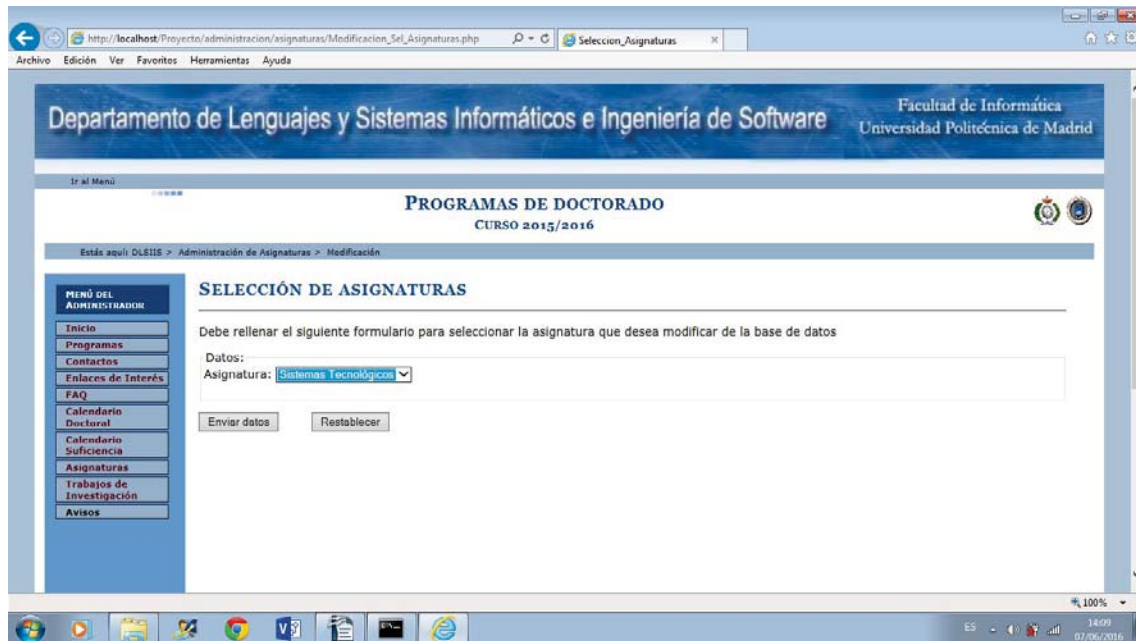 http://localhost/Proyecto/administracion/asignaturas/Modificacion_Sel_Asignaturas.php
Seleccion_Asignaturas
Archivo Edición Ver Favoritos Herramientas Ayuda
Departamento de Lenguajes y Sistemas Informáticos e Ingeniería de Software
Facultad de Informática
Universidad Politécnica de Madrid
Ir al Menú
PROGRAMAS DE DOCTORADO
CURSO 2015/2016
Estás aquí: DLSIIS > Administración de Asignaturas > Modificación
MENÚ DEL
ADMINISTRADOR
Inicio
Programas
Contactos
Enlaces de Interés
FAQ
Calendario
Doctoral
Calendario
Suficiencia
Asignaturas
Trabajos de
Investigación
Avisos
SELECCIÓN DE ASIGNATURAS
Debe rellenar el siguiente formulario para seleccionar la asignatura que desea modificar de la base de datos
Datos:
Asignatura: Sistemas Tecnológicos
Enviar datos Restablecer
100%
ES
14:09
07/06/2016